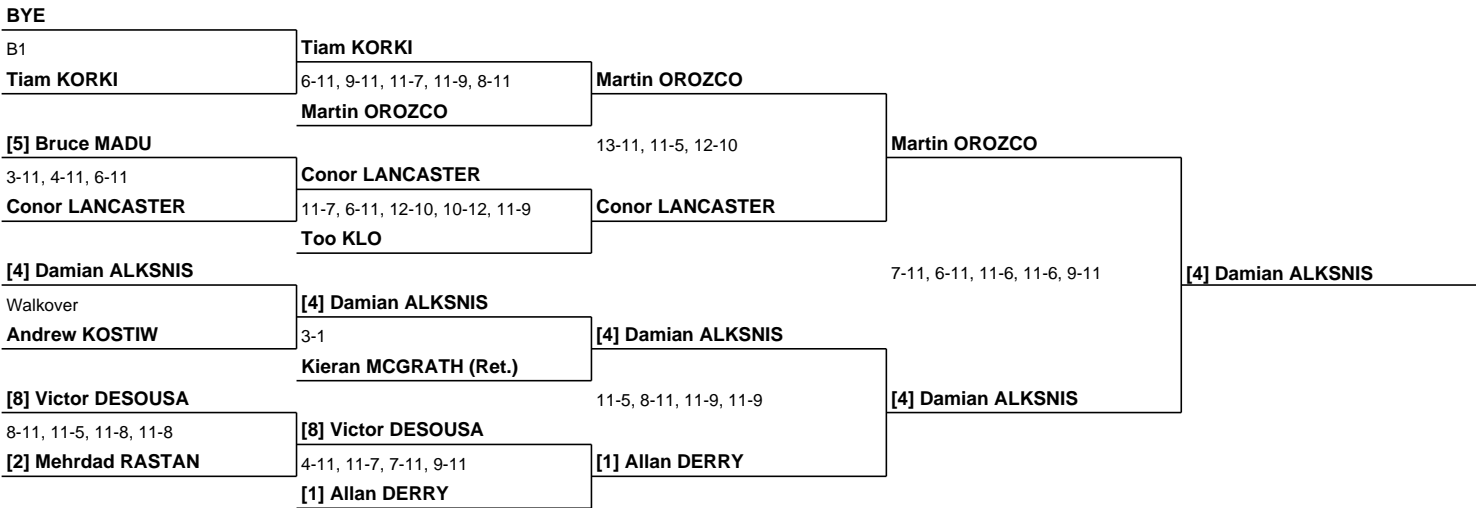 BYE
B1
Tiam KORKI
Tiam KORKI
6-11, 9-11, 11-7, 11-9, 8-11
Martin OROZCO
Martin OROZCO
[5] Bruce MADU
13-11, 11-5, 12-10
Martin OROZCO
3-11, 4-11, 6-11
Conor LANCASTER
Conor LANCASTER
11-7, 6-11, 12-10, 10-12, 11-9
Conor LANCASTER
Too KLO
[4] Damian ALKSNIS
7-11, 6-11, 11-6, 11-6, 9-11
[4] Damian ALKSNIS
Walkover
[4] Damian ALKSNIS
Andrew KOSTIW
3-1
[4] Damian ALKSNIS
Kieran MCGRATH (Ret.)
[8] Victor DESOUSA
11-5, 8-11, 11-9, 11-9
[4] Damian ALKSNIS
8-11, 11-5, 11-8, 11-8
[8] Victor DESOUSA
[2] Mehrdad RASTAN
4-11, 11-7, 7-11, 9-11
[1] Allan DERRY
[1] Allan DERRY